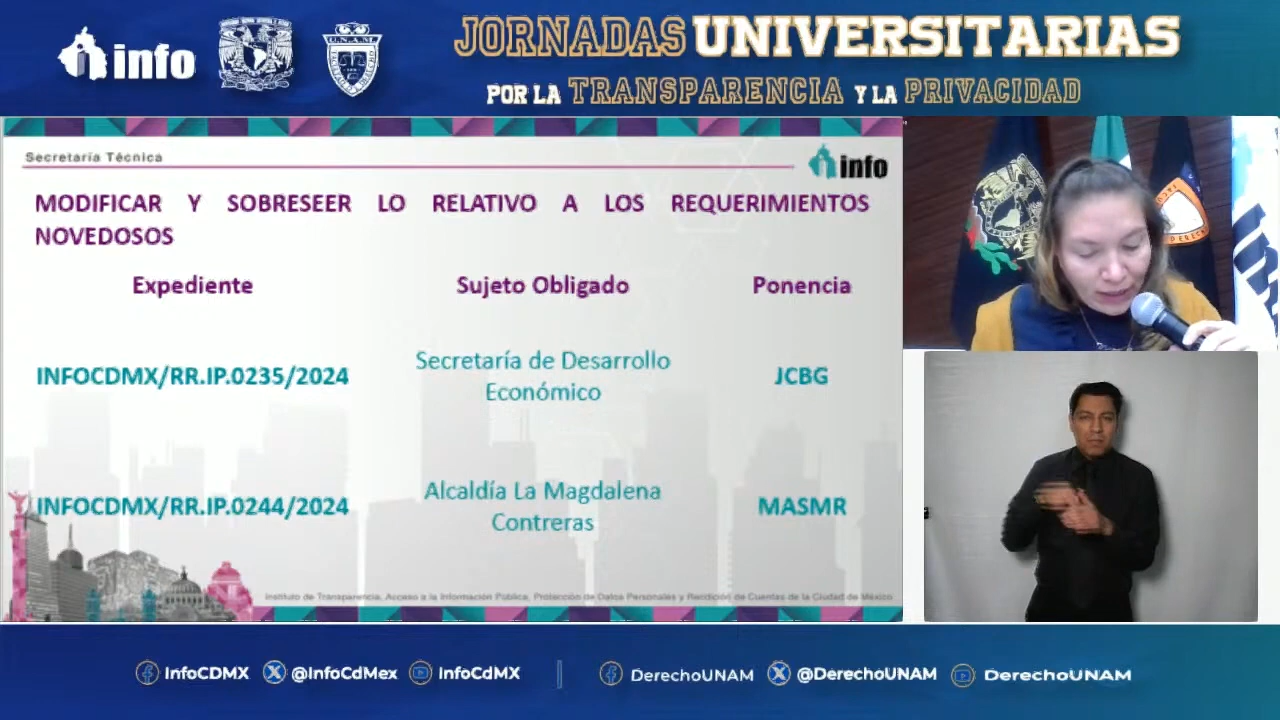 info
JORNADAS UNIVERSITARIAS
POR LA TRANSPARENCIA Y LA PRIVACIDAD
Secretaría Técnica
info
MODIFICAR Y SOBRESEER LO RELATIVO A LOS REQUERIMIENTOS
NOVEDOSOS
Expediente Sujeto Obligado Ponencia
INFOCDMX/RR.IP.0235/2024 Secretaría de Desarrollo Económico JCBG
INFOCDMX/RR.IP.0244/2024 Alcaldía La Magdalena Contreras MASMR
Instituto de Transparencia, Acceso a la Información Pública, Protección de Datos Personales y Rendición de Cuentas de la Ciudad de México
InfoCDMX @InfoCdMex InfoCdMX DerechoUNAM @DerechoUNAM DerechoUNAM